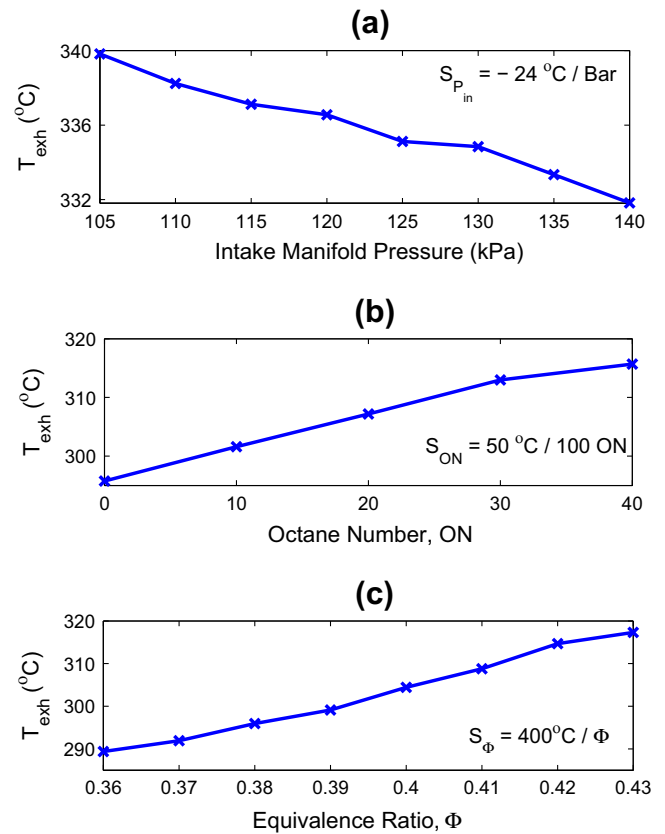 (a)
340
336
332
T_exh (°C)
S_P_in = − 24 °C / Bar
105 110 115 120 125 130 135 140
Intake Manifold Pressure (kPa)
(b)
320
310
300
T_exh (°C)
S_ON = 50 °C / 100 ON
0 10 20 30 40
Octane Number, ON
(c)
320
310
300
290
T_exh (°C)
S_Φ = 400°C / Φ
0.36 0.37 0.38 0.39 0.4 0.41 0.42 0.43
Equivalence Ratio, Φ